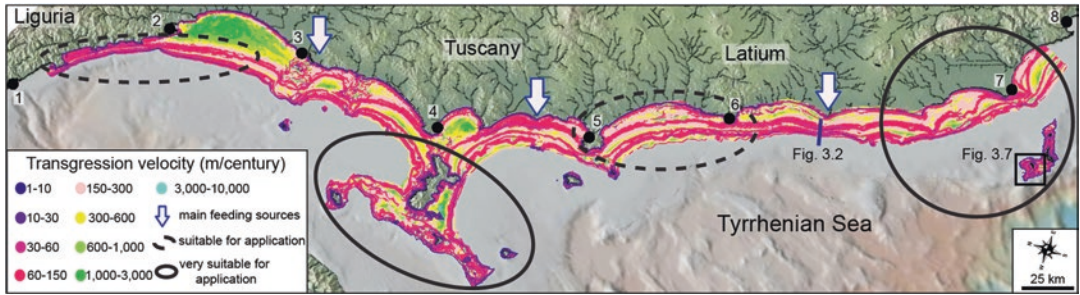 Liguria
2
3
Tuscany
Latium
8
1
4
5
6
7
Fig. 3.2
Fig. 3.7
Tyrrhenian Sea
Transgression velocity (m/century)
1-10
150-300
3,000-10,000
10-30
300-600
main feeding sources
30-60
600-1,000
suitable for application
60-150
1,000-3,000
very suitable for
application
25 km